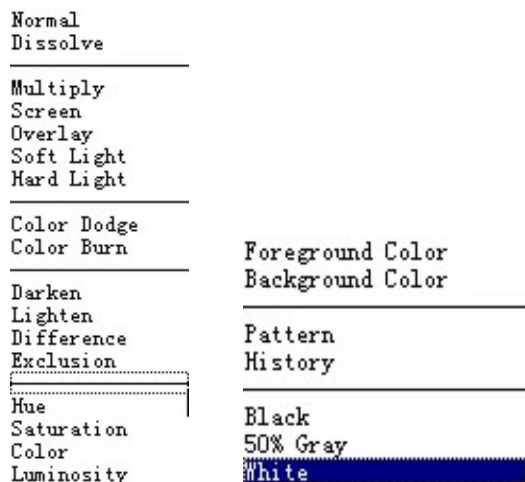 Normal
Dissolve
Multiply
Screen
Overlay
Soft Light
Hard Light
Color Dodge
Color Burn
Darken
Lighten
Difference
Exclusion
Hue
Saturation
Color
Luminosity
Foreground Color
Background Color
Pattern
History
Black
50% Gray
White